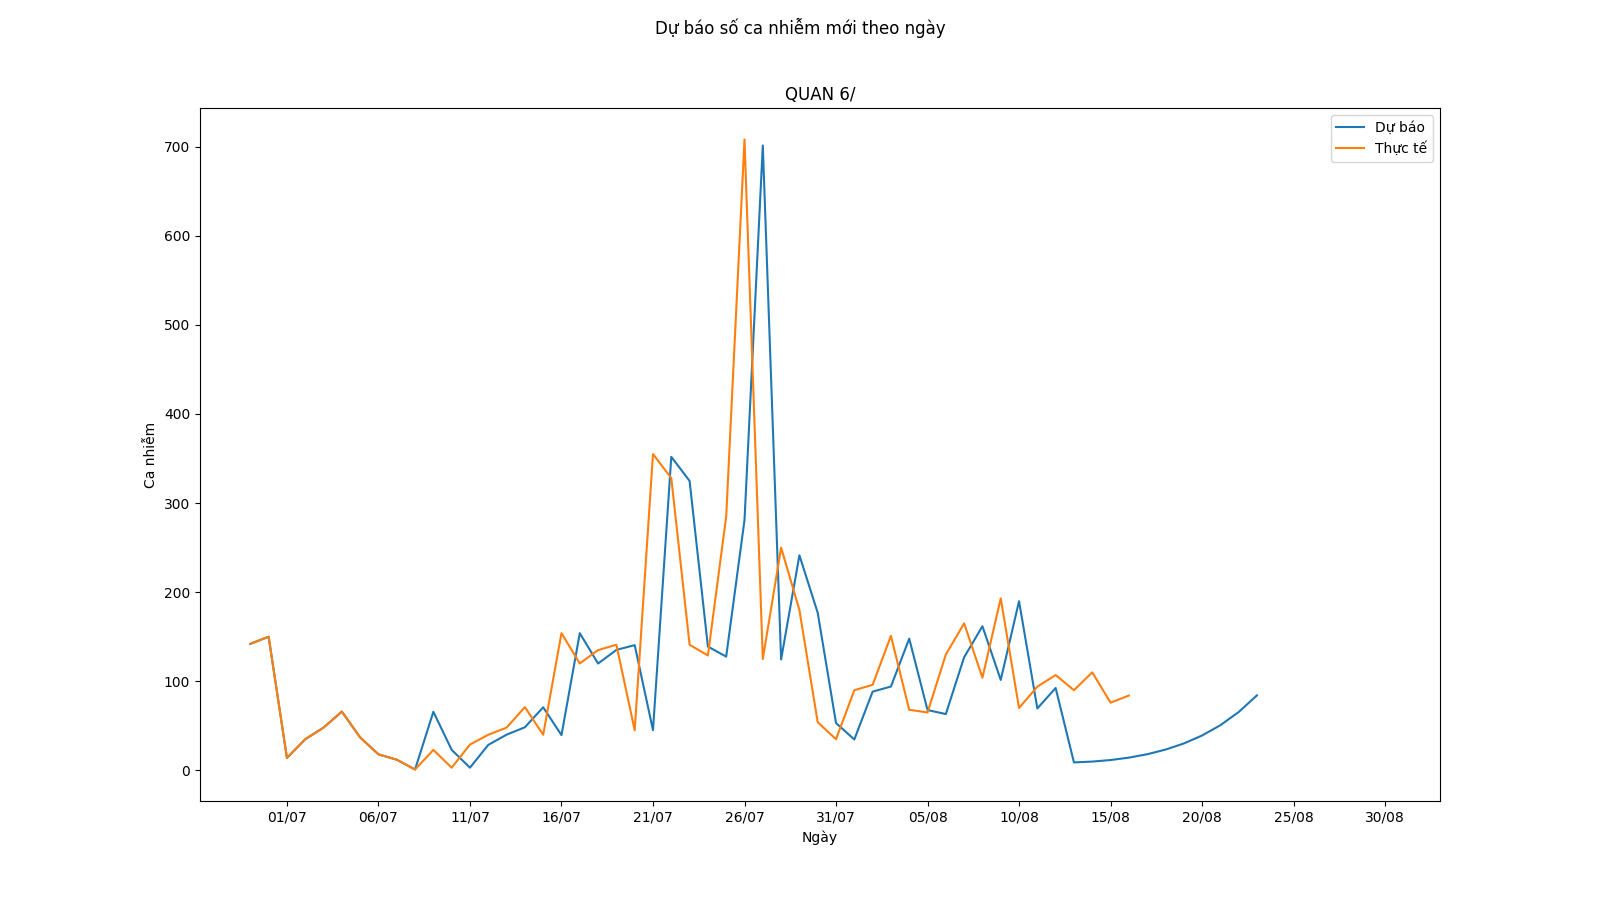 Dự báo số ca nhiễm mới theo ngày
QUAN 6/
Dự báo
Thực tế
700
600
500
400
300
200
100
0
Ca nhiễm
01/07 06/07 11/07 16/07 21/07 26/07 31/07 05/08 10/08 15/08 20/08 25/08 30/08
Ngày